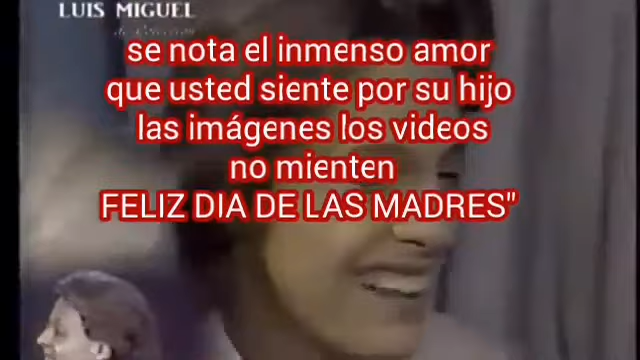 LUIS MIGUEL
se nota el inmenso amor
que usted siente por su hijo
las imágenes los videos
no mienten
FELIZ DIA DE LAS MADRES"